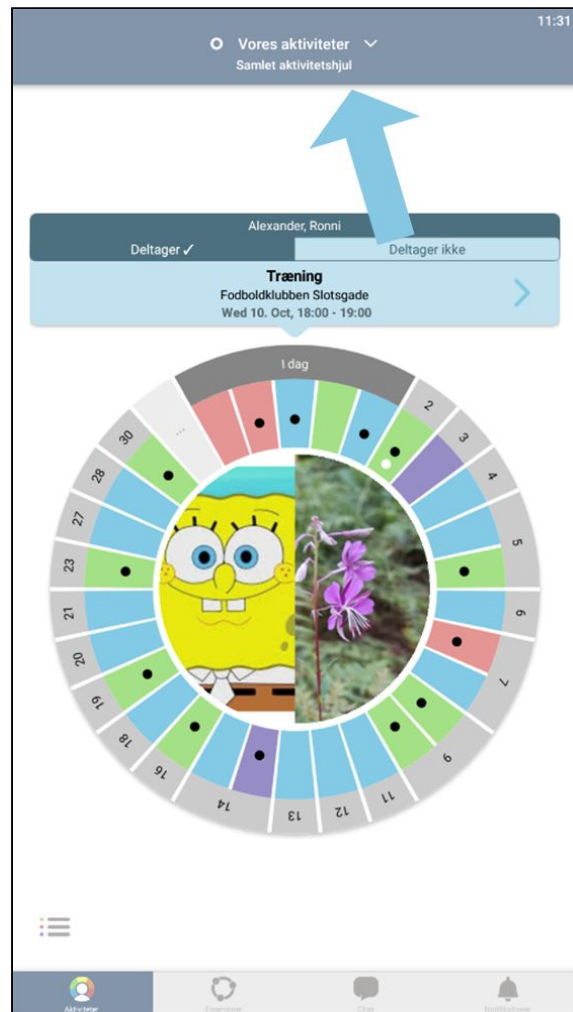 11:31
Vores aktiviteter
Samlet aktivitetshjul
Alexander, Ronni
Deltager ✓
Deltager ikke
Træning
Fodboldklubben Slotsgade
Wed 10. Oct, 18:00 - 19:00
I dag
2
3
4
5
6
7
9
11
12
13
14
16
18
19
20
21
23
27
28
30
...
Aktiviteter
Chat
Notifikationer